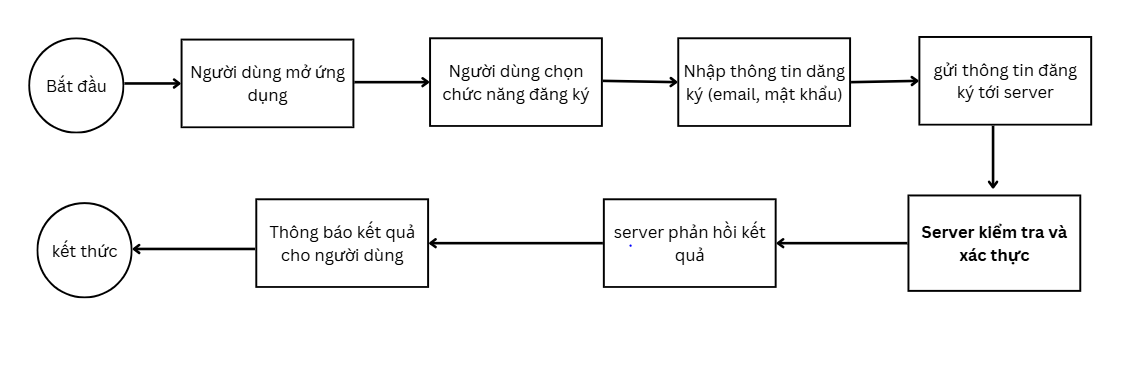 Bắt đầu
Người dùng mở ứng
dụng
Người dùng chọn
chức năng đăng ký
Nhập thông tin dăng
ký (email, mật khẩu)
gửi thông tin đăng
ký tới server
Server kiểm tra và
xác thực
server phản hồi kết
quả
Thông báo kết quả
cho người dùng
kết thức